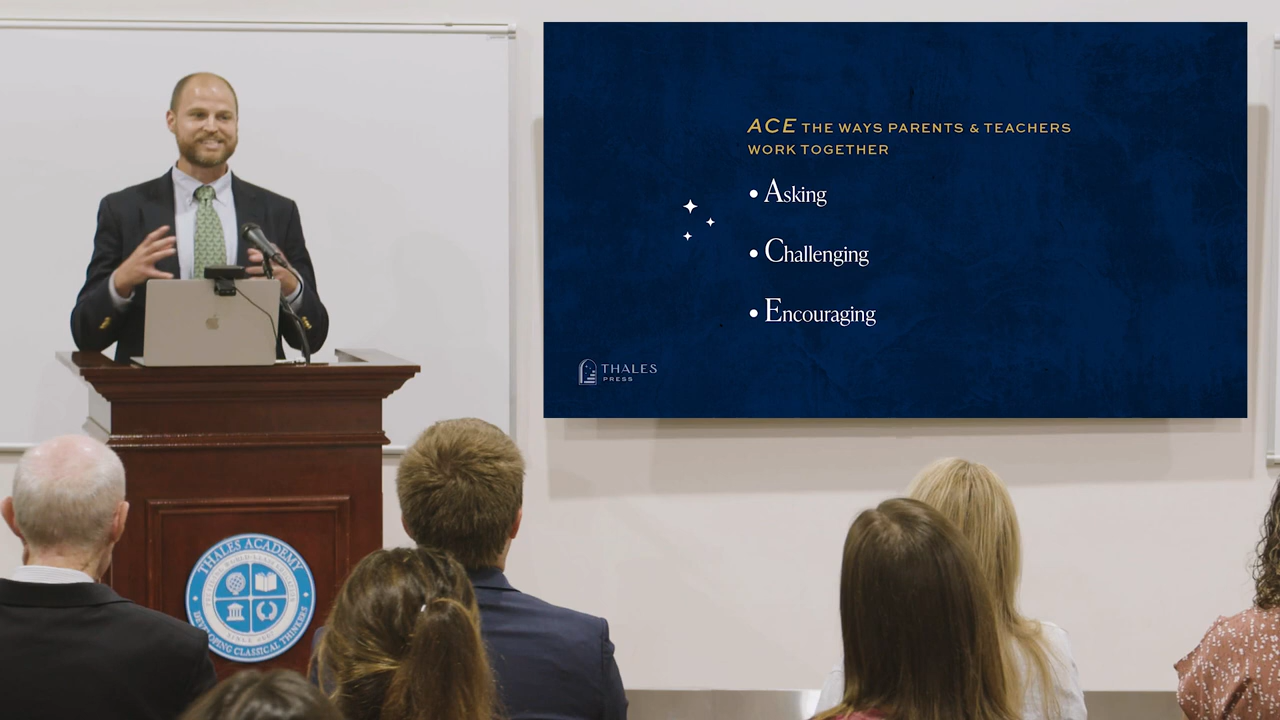 ACE THE WAYS PARENTS & TEACHERS
WORK TOGETHER
• Asking
• Challenging
• Encouraging
THALES
PRESS
THALES ACADEMY
DEVELOPING CLASSICAL THINKERS